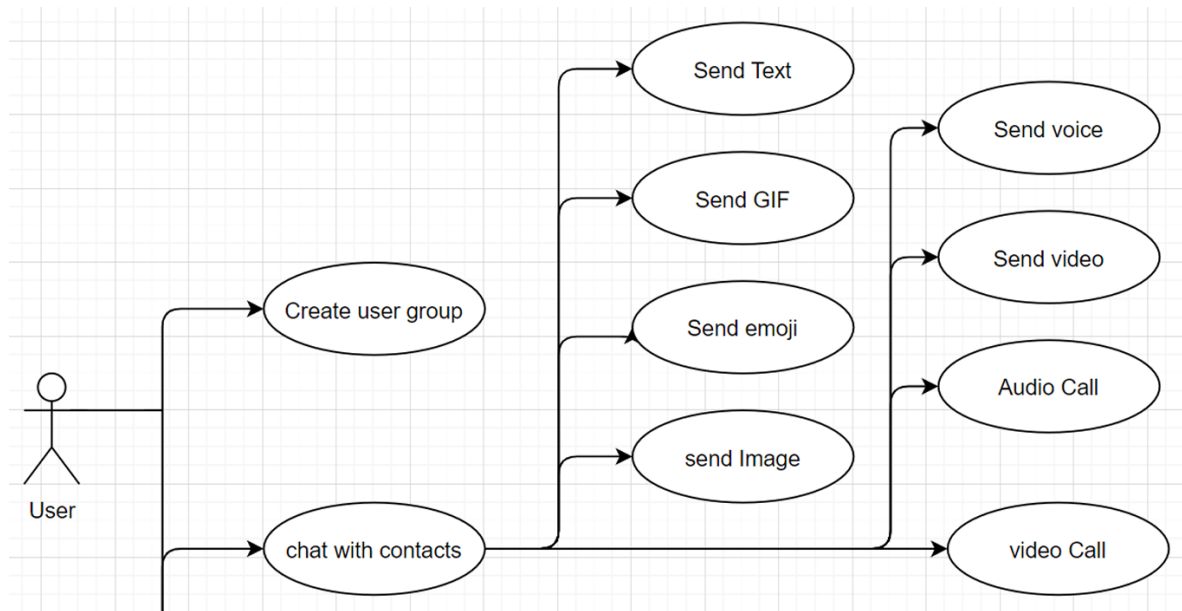 Send Text
Send voice
Send GIF
Send video
Create user group
Send emoji
Audio Call
send Image
User
chat with contacts
video Call